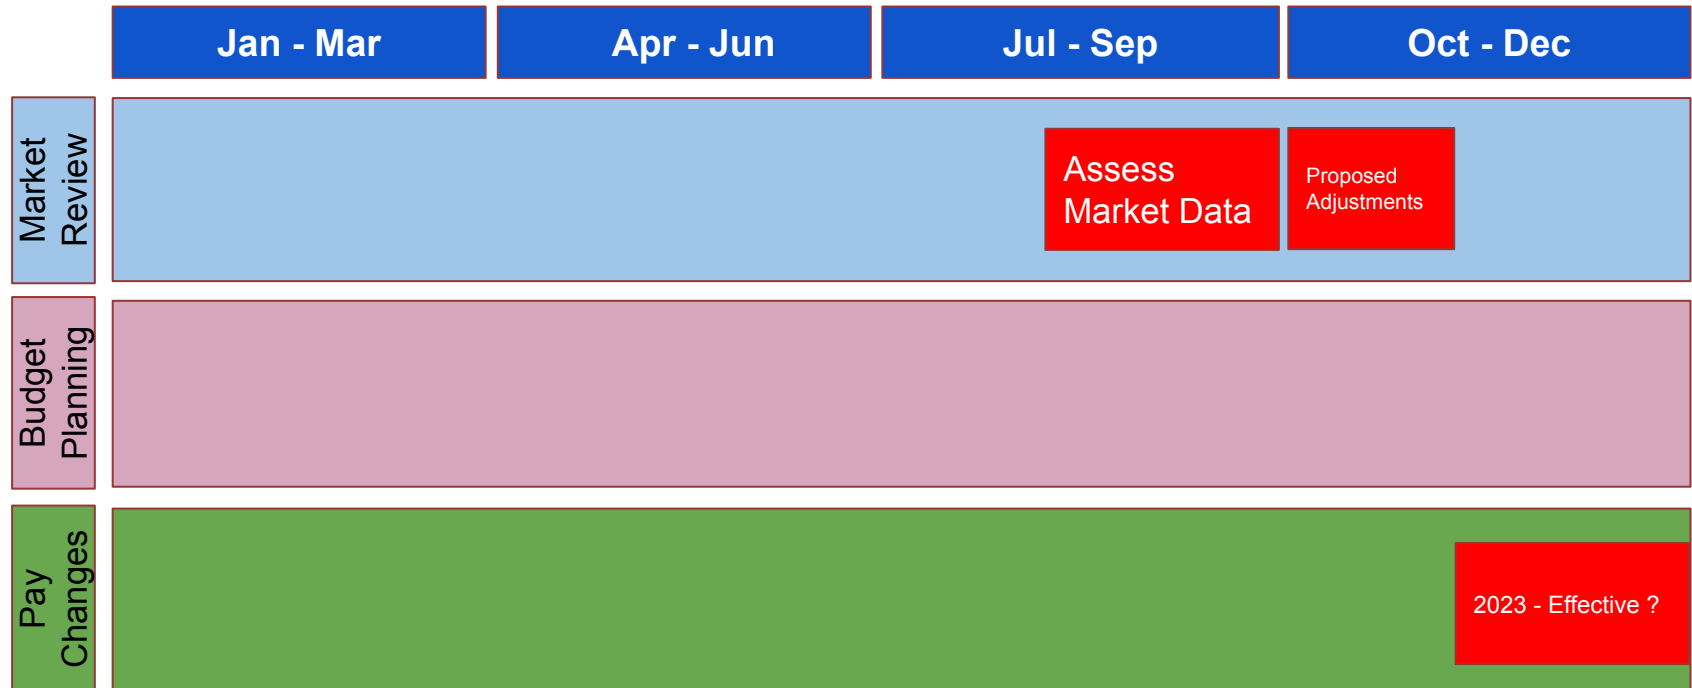 Jan - Mar
Apr - Jun
Jul - Sep
Oct - Dec
Market
Review
Assess
Market Data
Proposed
Adjustments
Budget
Planning
Pay
Changes
2023 - Effective ?